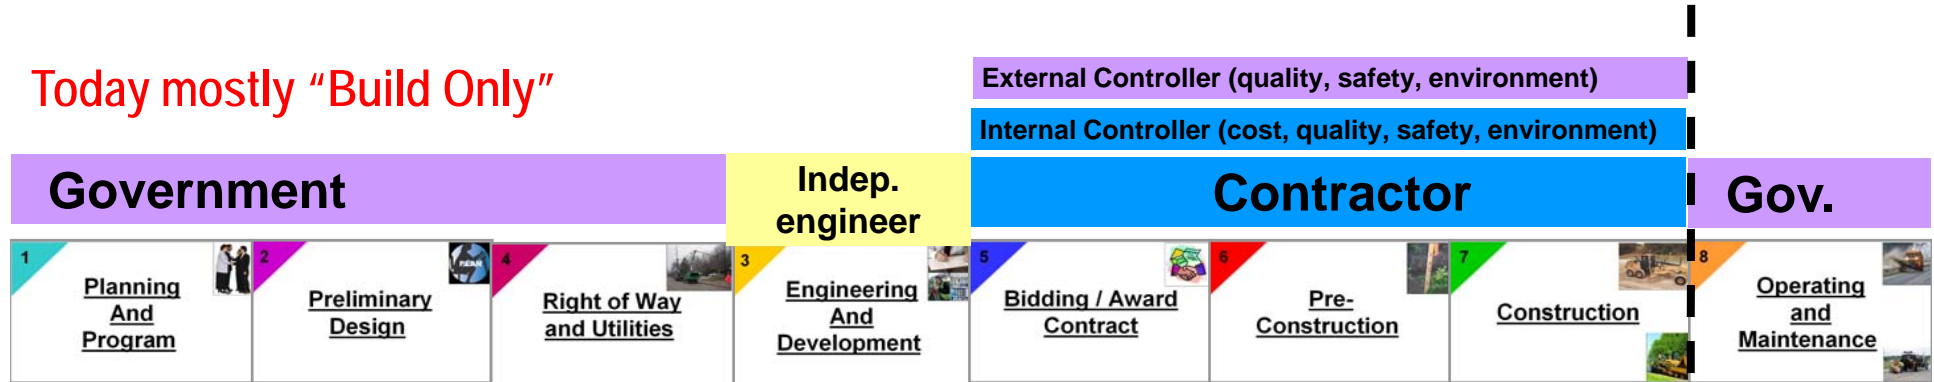 Today mostly “Build Only”
External Controller (quality, safety, environment)
Internal Controller (cost, quality, safety, environment)
Government
Indep.
engineer
Contractor
Gov.
1
Planning
And
Program
2
Preliminary
Design
4
Right of Way
and Utilities
3
Engineering
And
Development
5
Bidding / Award
Contract
6
Pre-
Construction
7
Construction
8
Operating
and
Maintenance